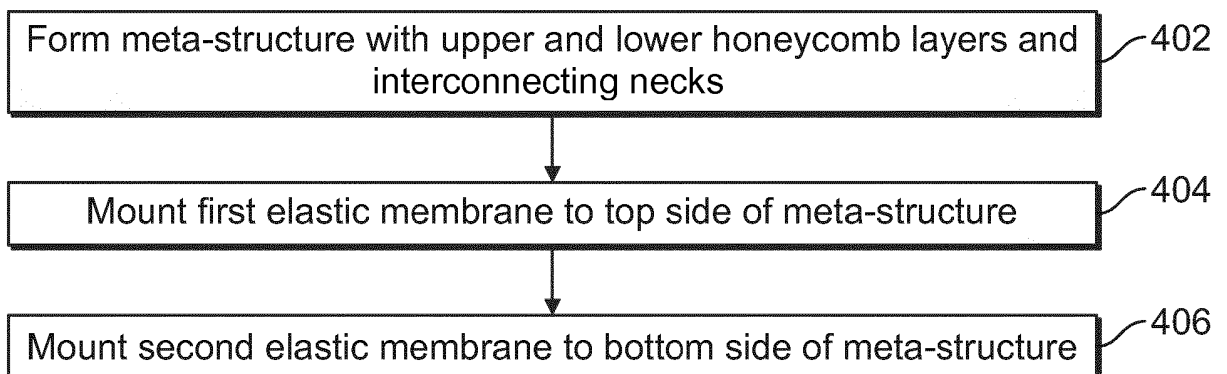 Form meta-structure with upper and lower honeycomb layers and
interconnecting necks
402
Mount first elastic membrane to top side of meta-structure
404
Mount second elastic membrane to bottom side of meta-structure
406